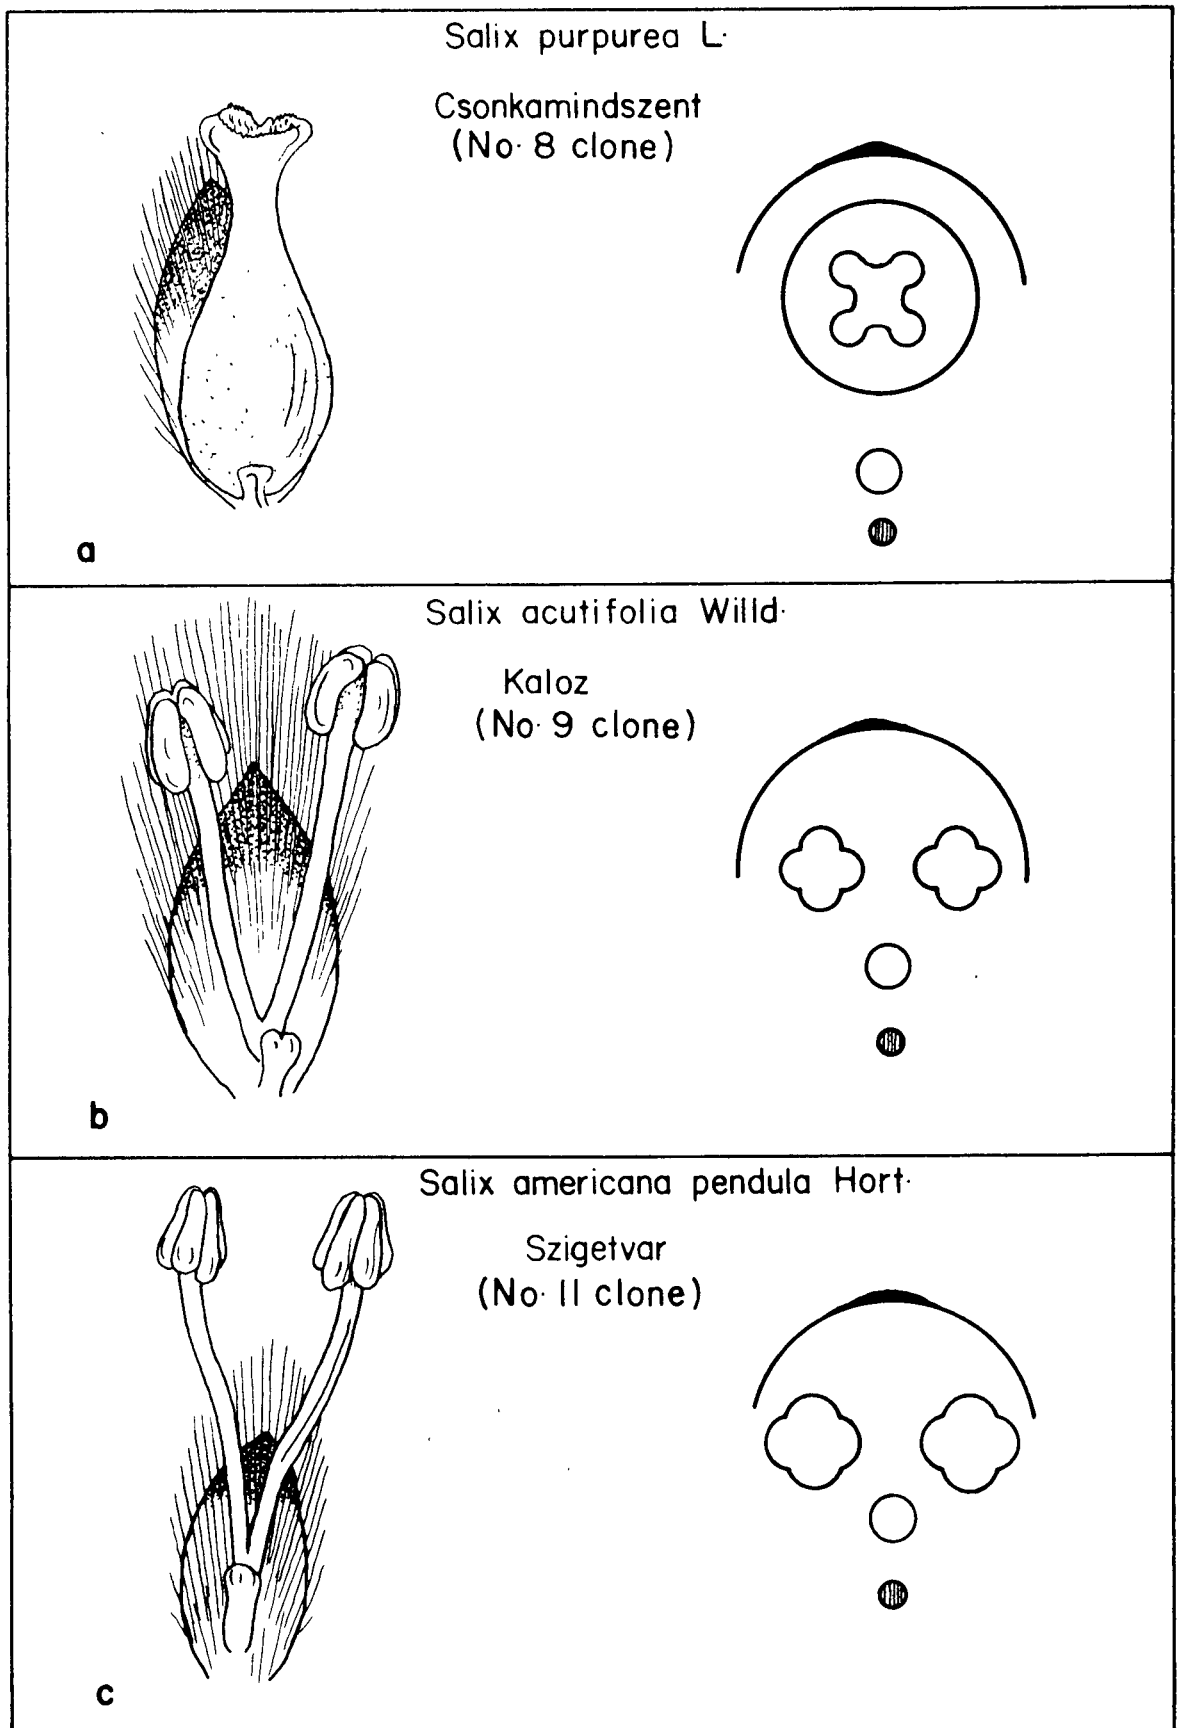 Salix purpurea L.
Csonkamindszent
(No. 8 clone)
a
Salix acutifolia Willd.
Kaloz
(No. 9 clone)
b
Salix americana pendula Hort.
Szigetvar
(No. 11 clone)
c